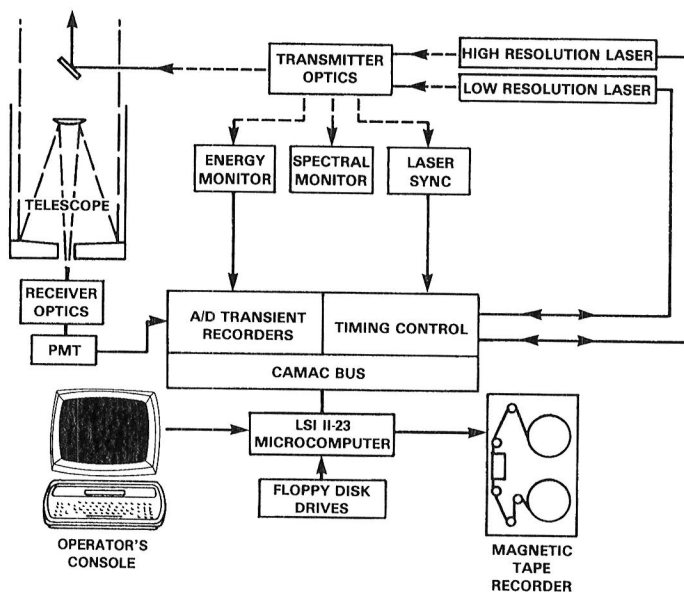 TRANSMITTER
OPTICS
HIGH RESOLUTION LASER
LOW RESOLUTION LASER
ENERGY
MONITOR
SPECTRAL
MONITOR
LASER
SYNC
TELESCOPE
RECEIVER
OPTICS
PMT
A/D TRANSIENT
RECORDERS
TIMING CONTROL
CAMAC BUS
LSI II-23
MICROCOMPUTER
FLOPPY DISK
DRIVES
OPERATOR'S
CONSOLE
MAGNETIC
TAPE
RECORDER